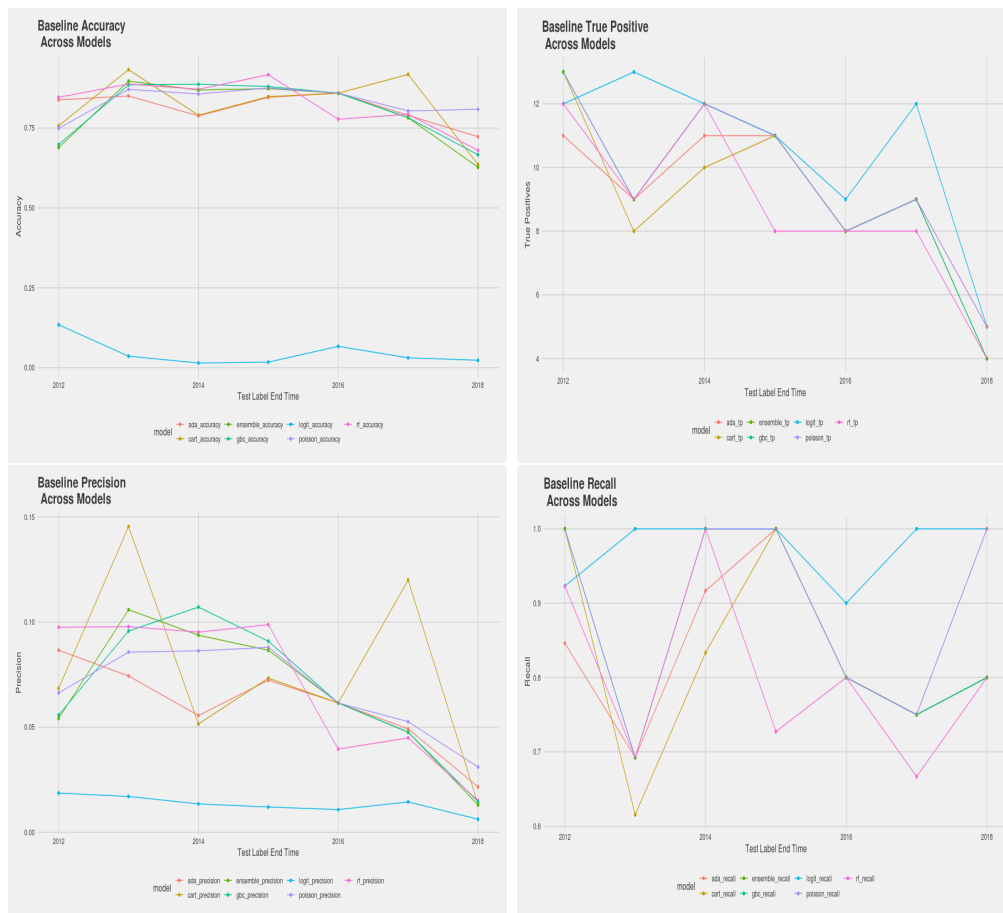 Baseline Accuracy
Across Models
0.75
0.50
0.25
0.00
Accuracy
2012 2014 2016 2018
Test Label End Time
model
ada_accuracy ensemble_accuracy logit_accuracy rf_accuracy
cart_accuracy gbc_accuracy poisson_accuracy
Baseline True Positive
Across Models
12
10
8
6
4
True Positives
2012 2014 2016 2018
Test Label End Time
model
ada_tp ensemble_tp logit_tp rf_tp
cart_tp gbc_tp poisson_tp
Baseline Precision
Across Models
0.15
0.10
0.05
0.00
Precision
2012 2014 2016 2018
Test Label End Time
model
ada_precision ensemble_precision logit_precision rf_precision
cart_precision gbc_precision poisson_precision
Baseline Recall
Across Models
1.0
0.9
0.8
0.7
0.6
Recall
2012 2014 2016 2018
Test Label End Time
model
ada_recall ensemble_recall logit_recall rf_recall
cart_recall gbc_recall poisson_recall